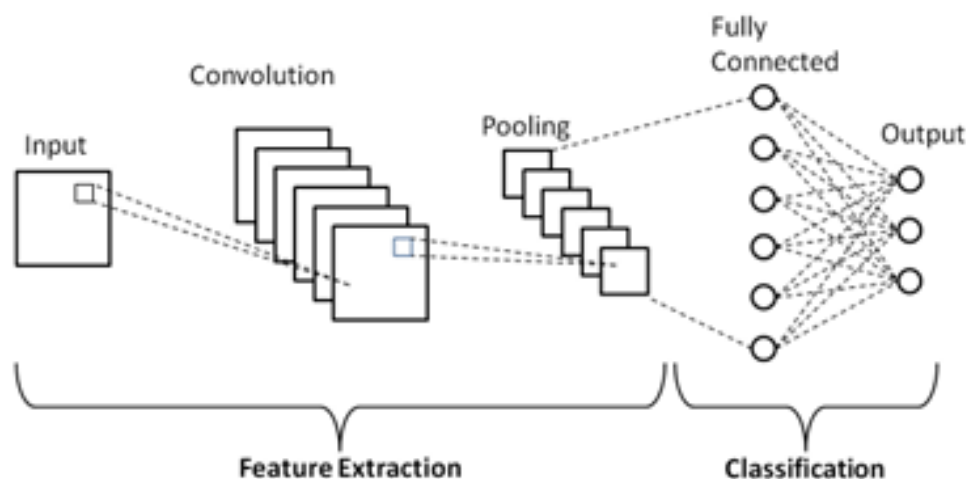 Input
Convolution
Pooling
Fully
Connected
Output
Feature Extraction
Classification